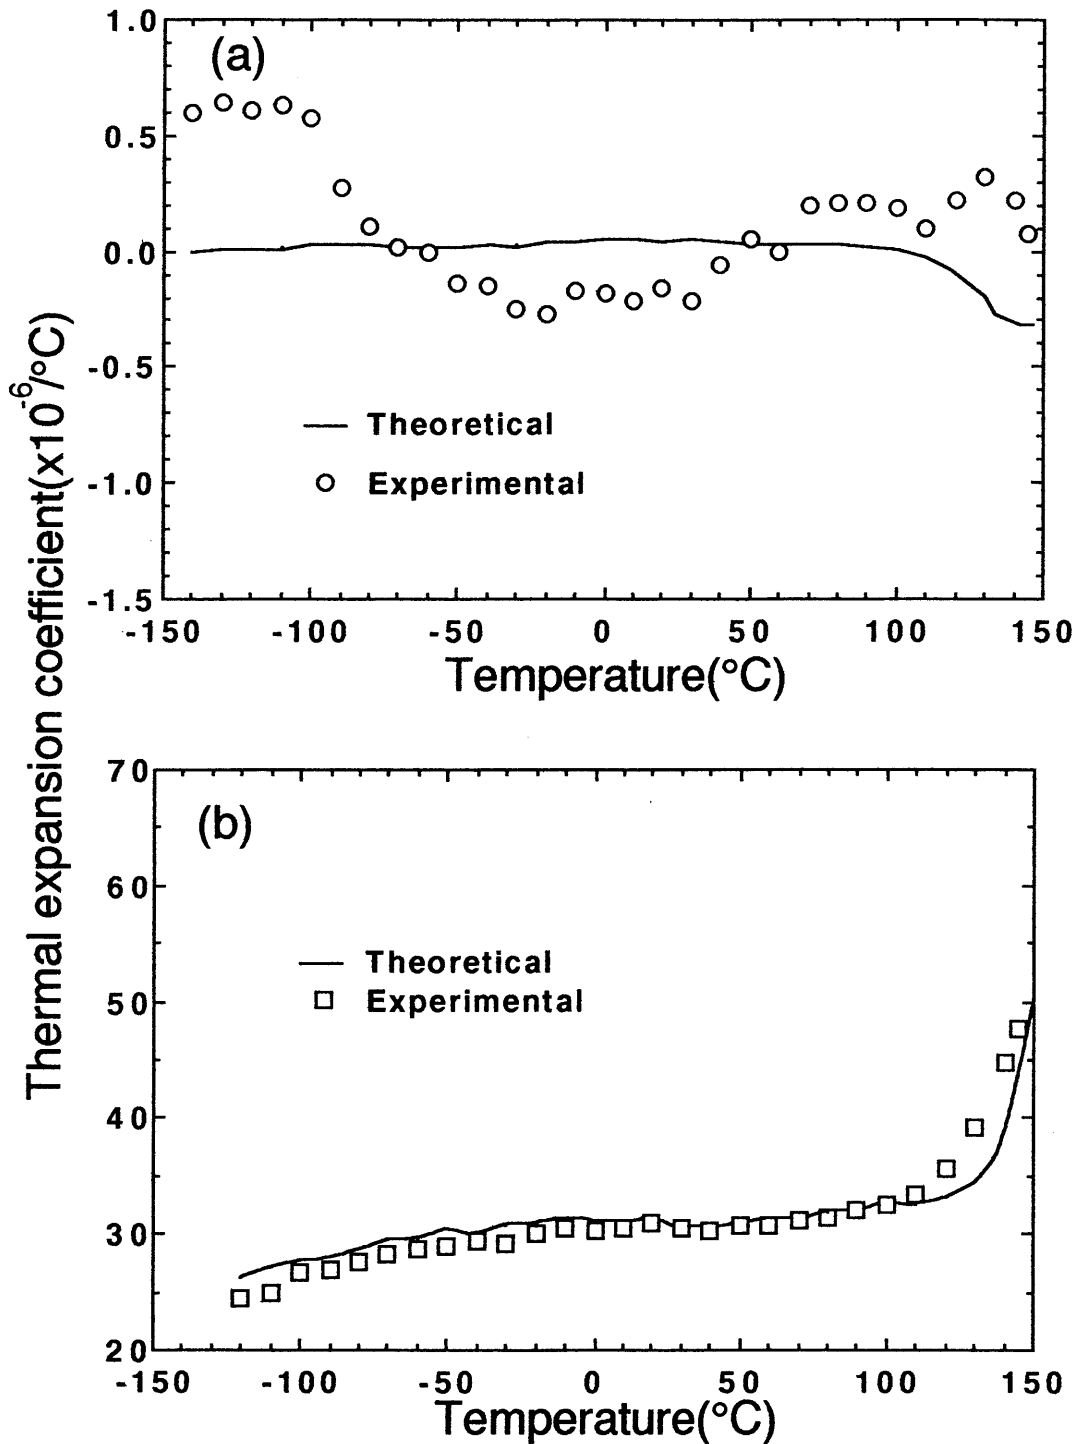 Thermal expansion coefficient(x10⁻⁶/°C)
(a)
1.0
0.5
0.0
-0.5
-1.0
-1.5
Theoretical
Experimental
-150 -100 -50 0 50 100 150
Temperature(°C)
(b)
70
60
50
40
30
20
Theoretical
Experimental
-150 -100 -50 0 50 100 150
Temperature(°C)